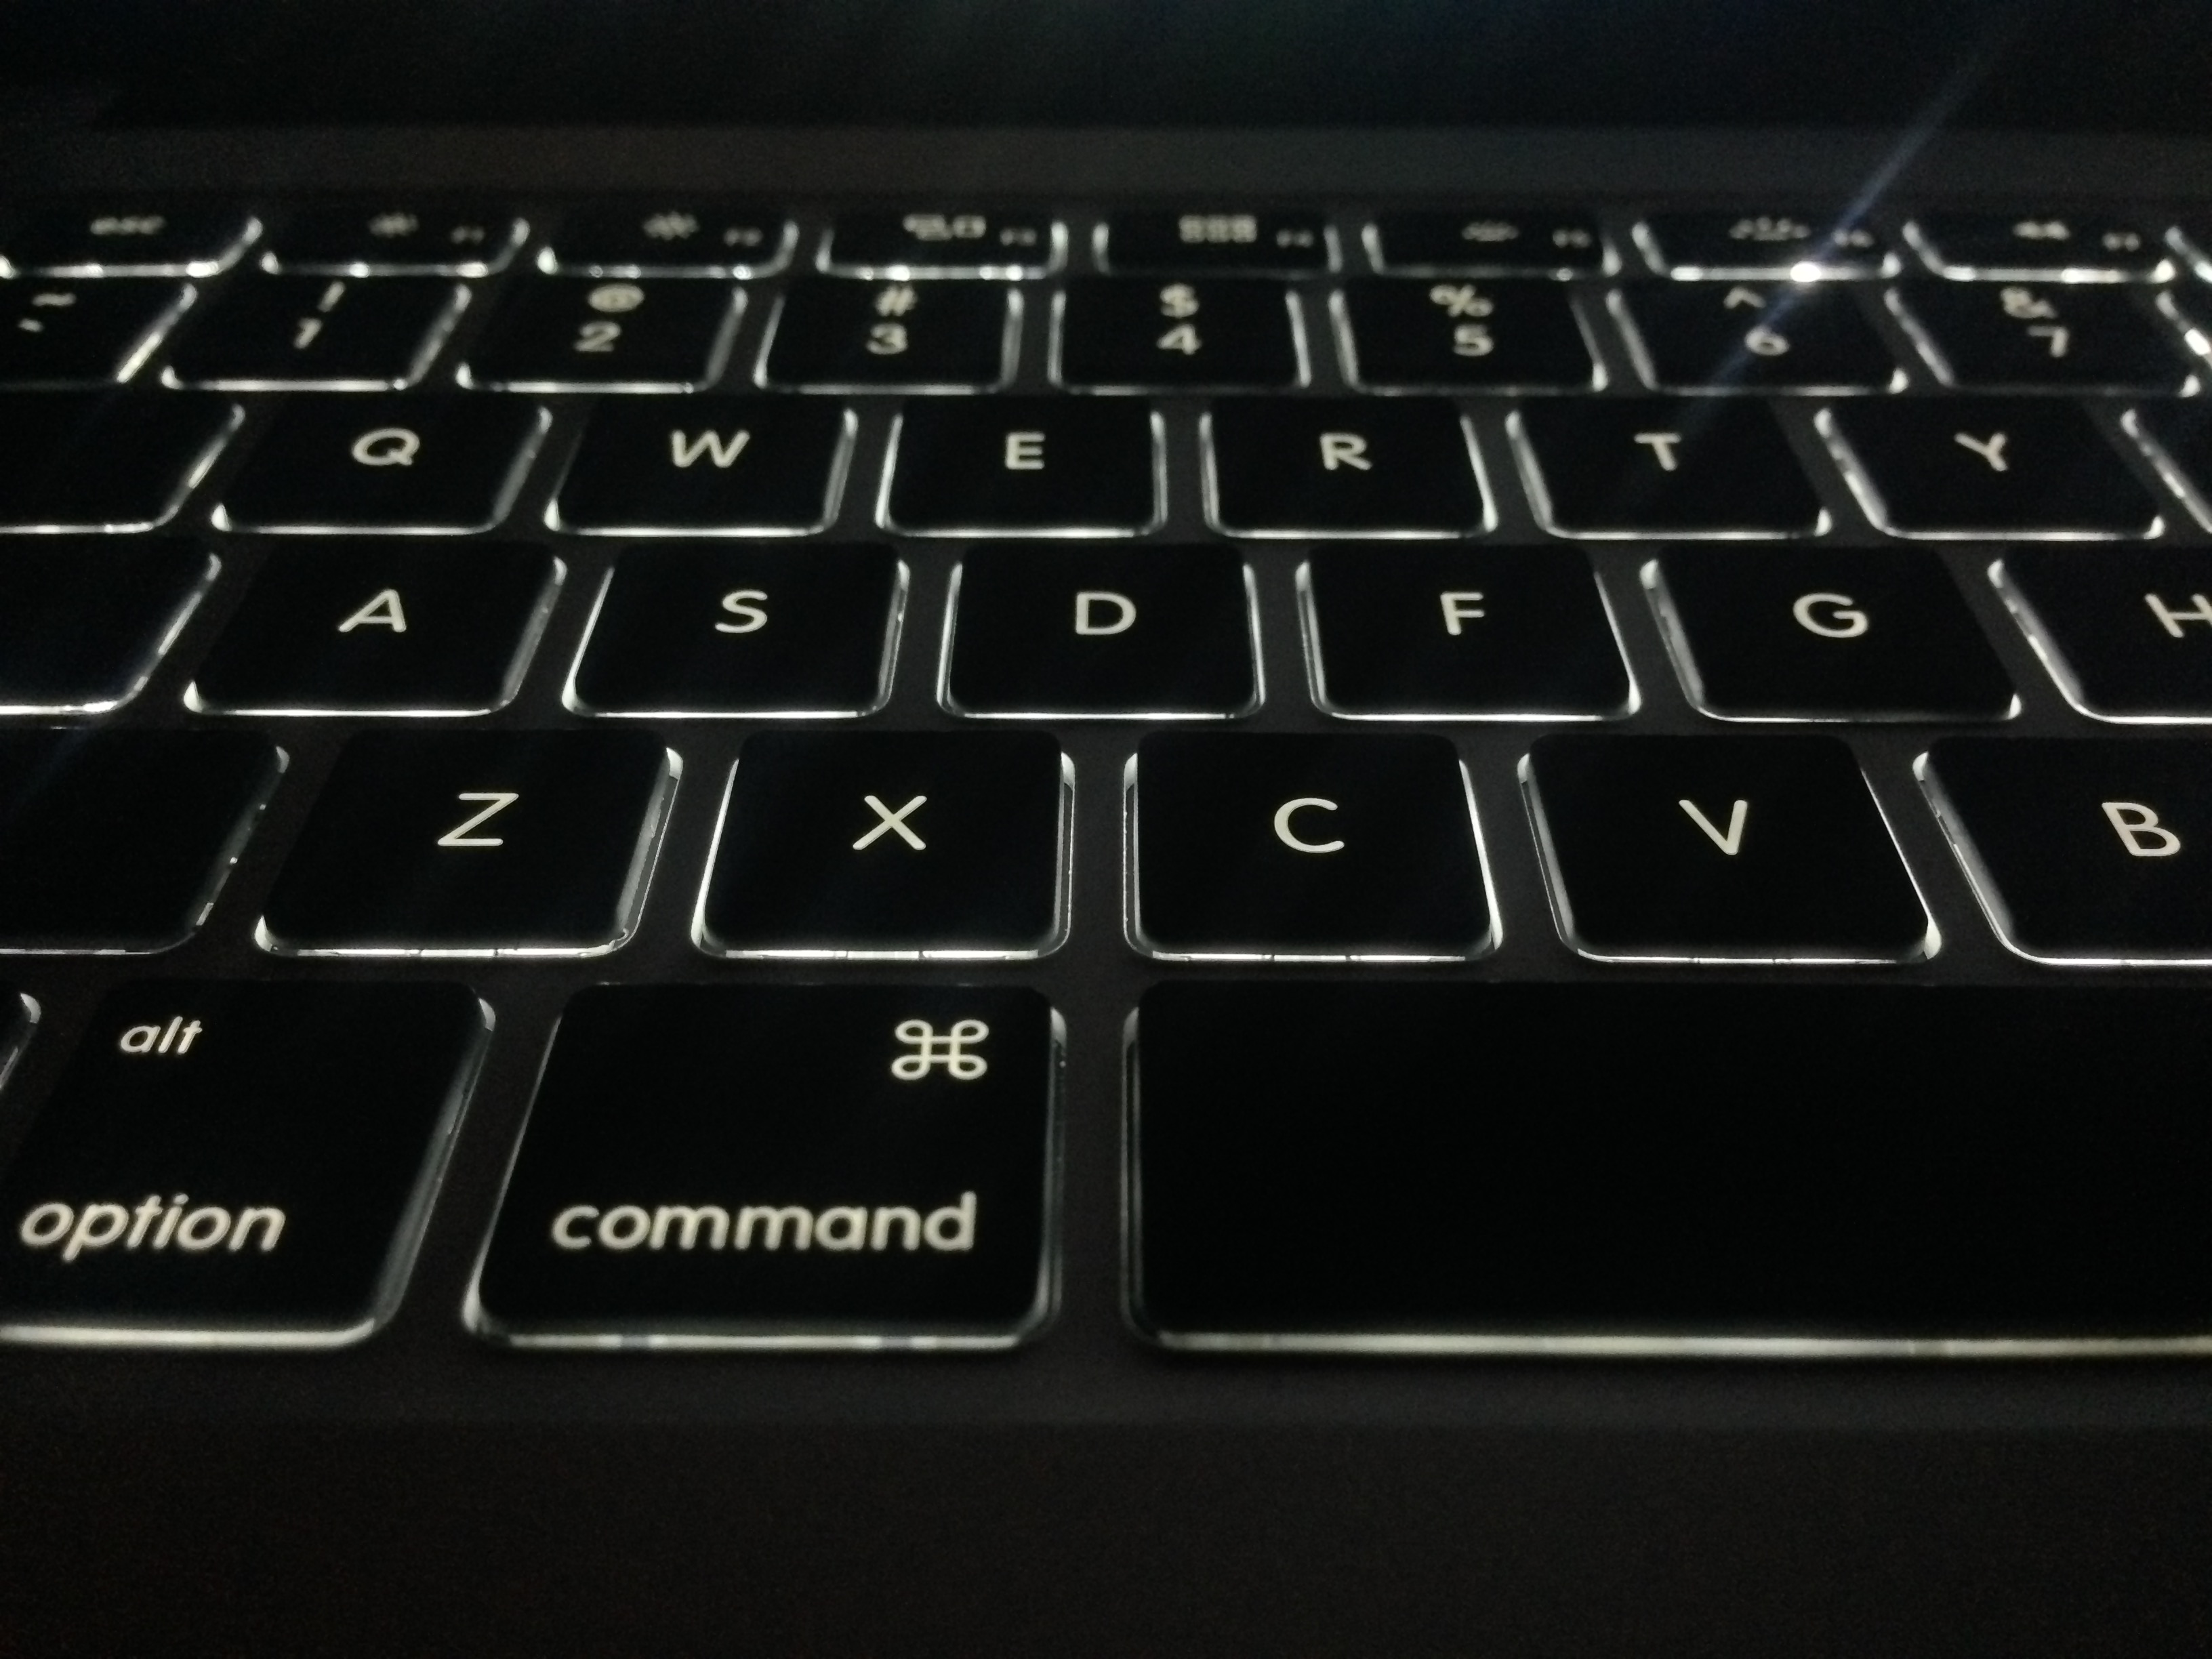 esc F1 F2 F3 F4 F5 F6 F7
~ ! @ # $ % ^ &
` 1 2 3 4 5 6 7
Q W E R T Y
A S D F G H
Z X C V B
alt ⌘
option command